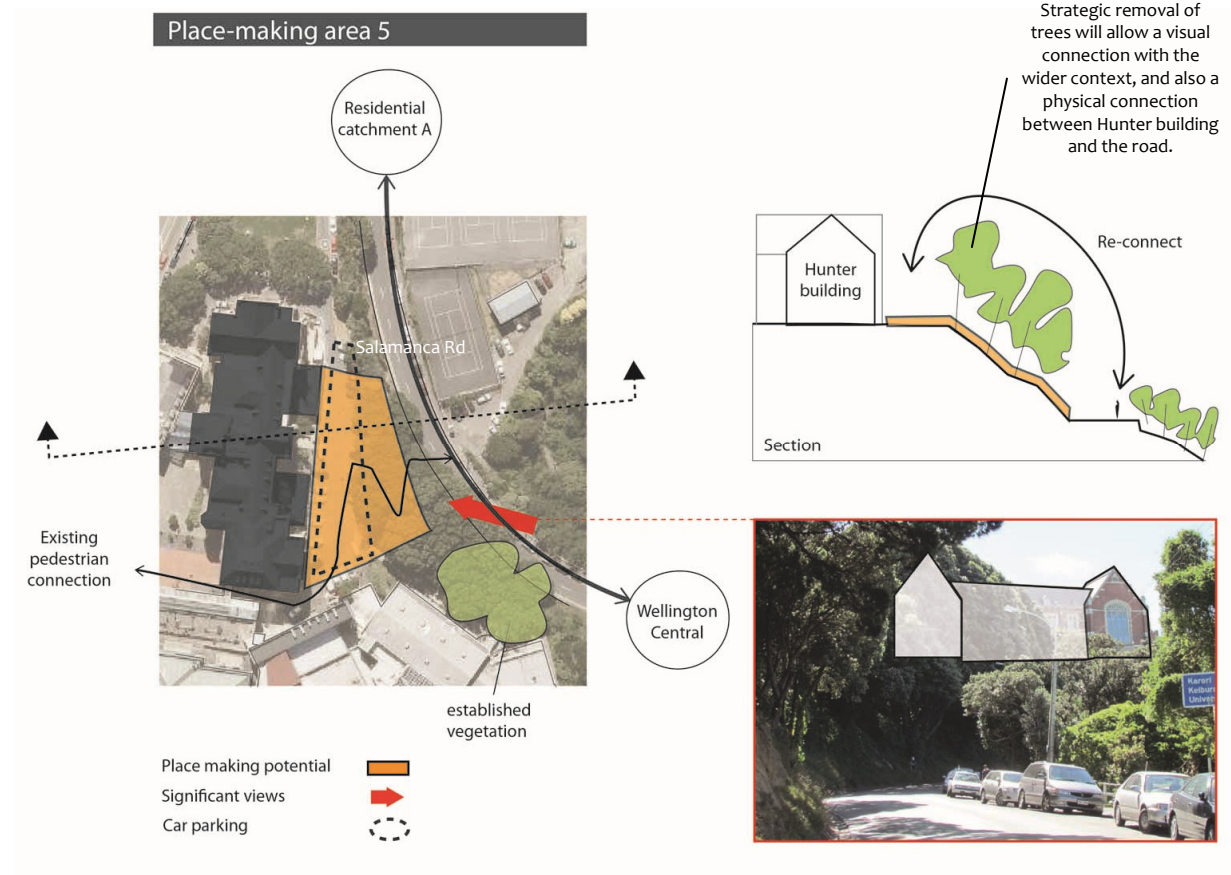 Place-making area 5
Residential
catchment A
Salamanca Rd
Existing
pedestrian
connection
Wellington
Central
established
vegetation
Place making potential
Significant views
Car parking
Strategic removal of
trees will allow a visual
connection with the
wider context, and also a
physical connection
between Hunter building
and the road.
Hunter
building
Re-connect
Section
Karori